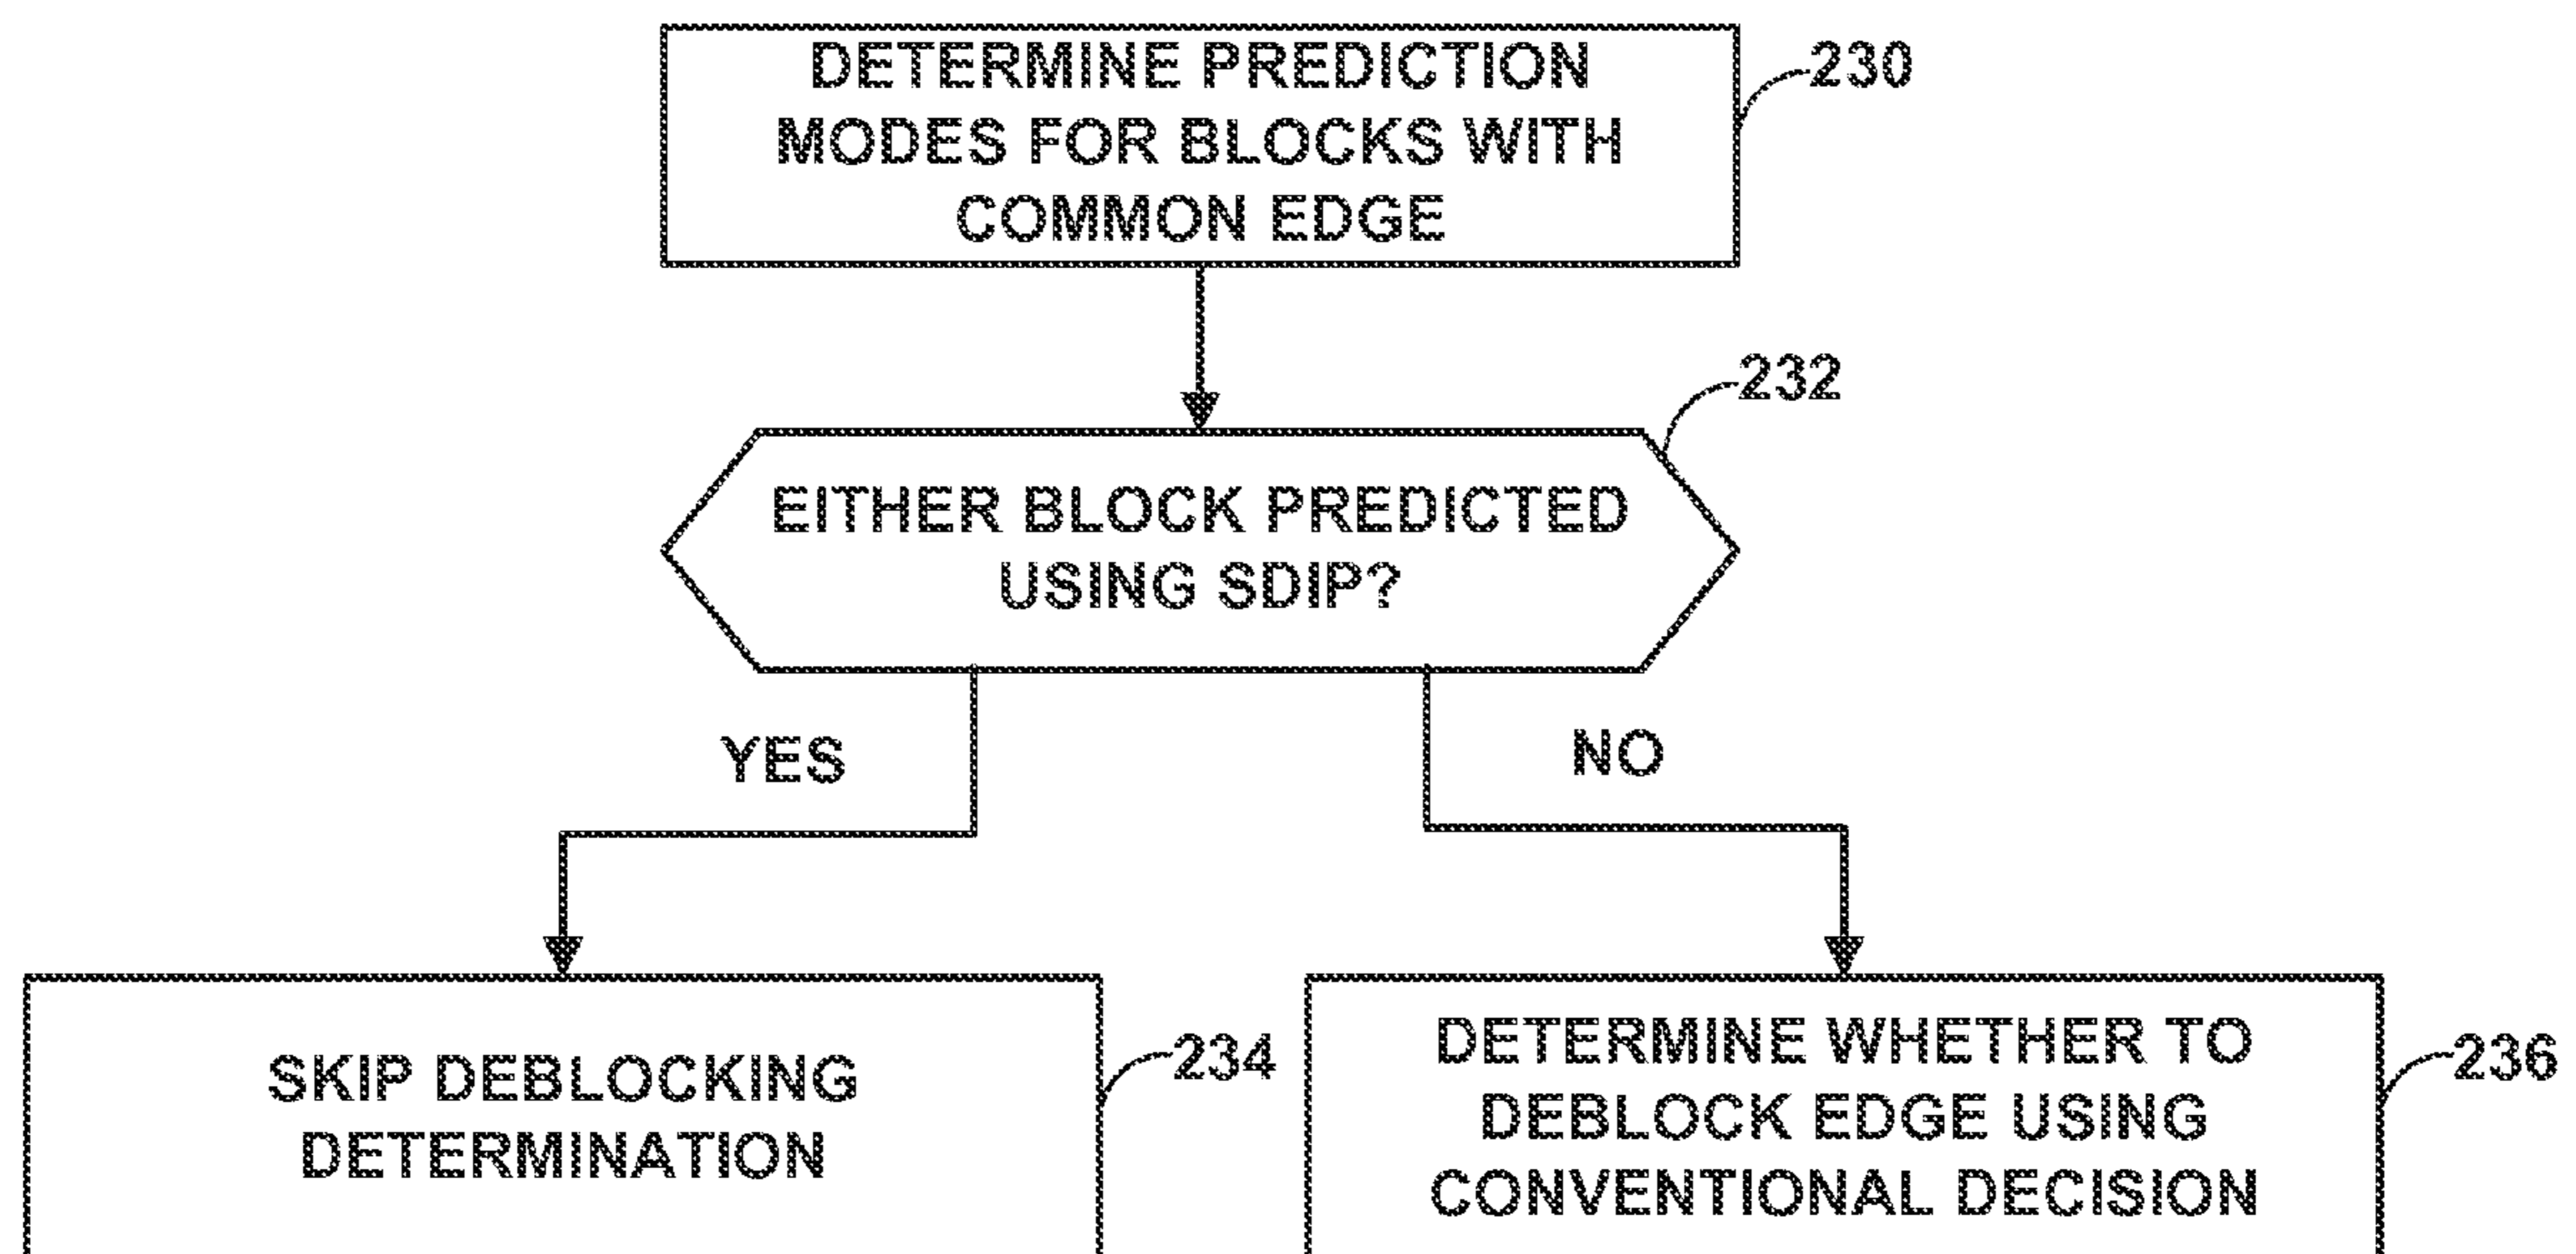 DETERMINE PREDICTION
MODES FOR BLOCKS WITH
COMMON EDGE
230
232
EITHER BLOCK PREDICTED
USING SDIP?
YES
NO
SKIP DEBLOCKING
DETERMINATION
234
DETERMINE WHETHER TO
DEBLOCK EDGE USING
CONVENTIONAL DECISION
236